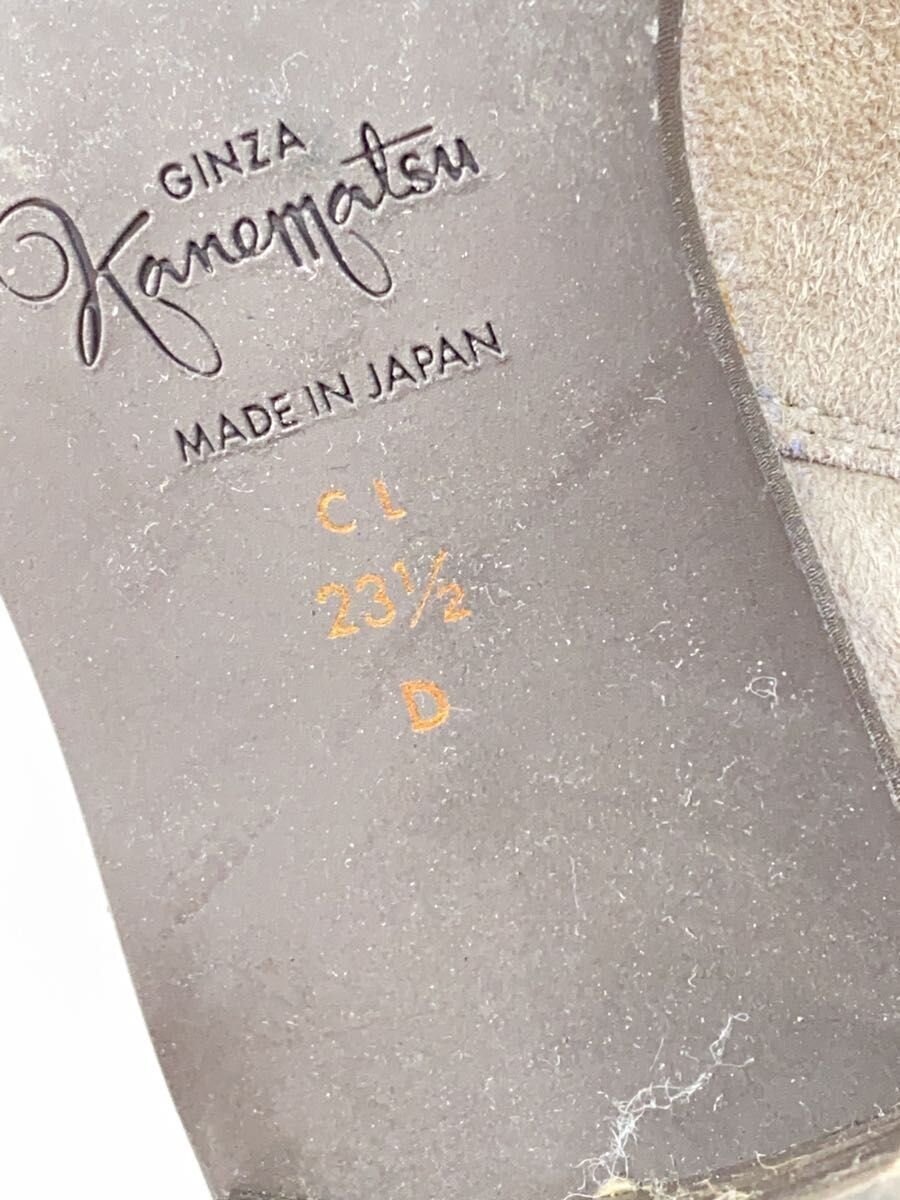 GINZA
Kanematsu
MADE IN JAPAN
CL
23½
D